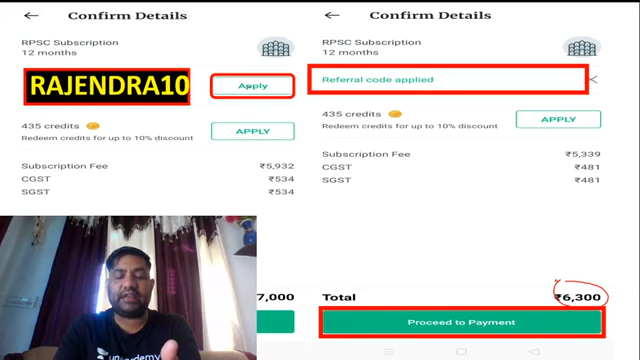 Confirm Details
RPSC Subscription
12 months
RAJENDRA10
Apply
435 credits
Redeem credits for up to 10% discount
APPLY
Subscription Fee ₹5,932
CGST ₹534
SGST ₹534
7,000
Confirm Details
RPSC Subscription
12 months
Referral code applied
435 credits
Redeem credits for up to 10% discount
APPLY
Subscription Fee ₹5,339
CGST ₹481
SGST ₹481
Total ₹6,300
Proceed to Payment